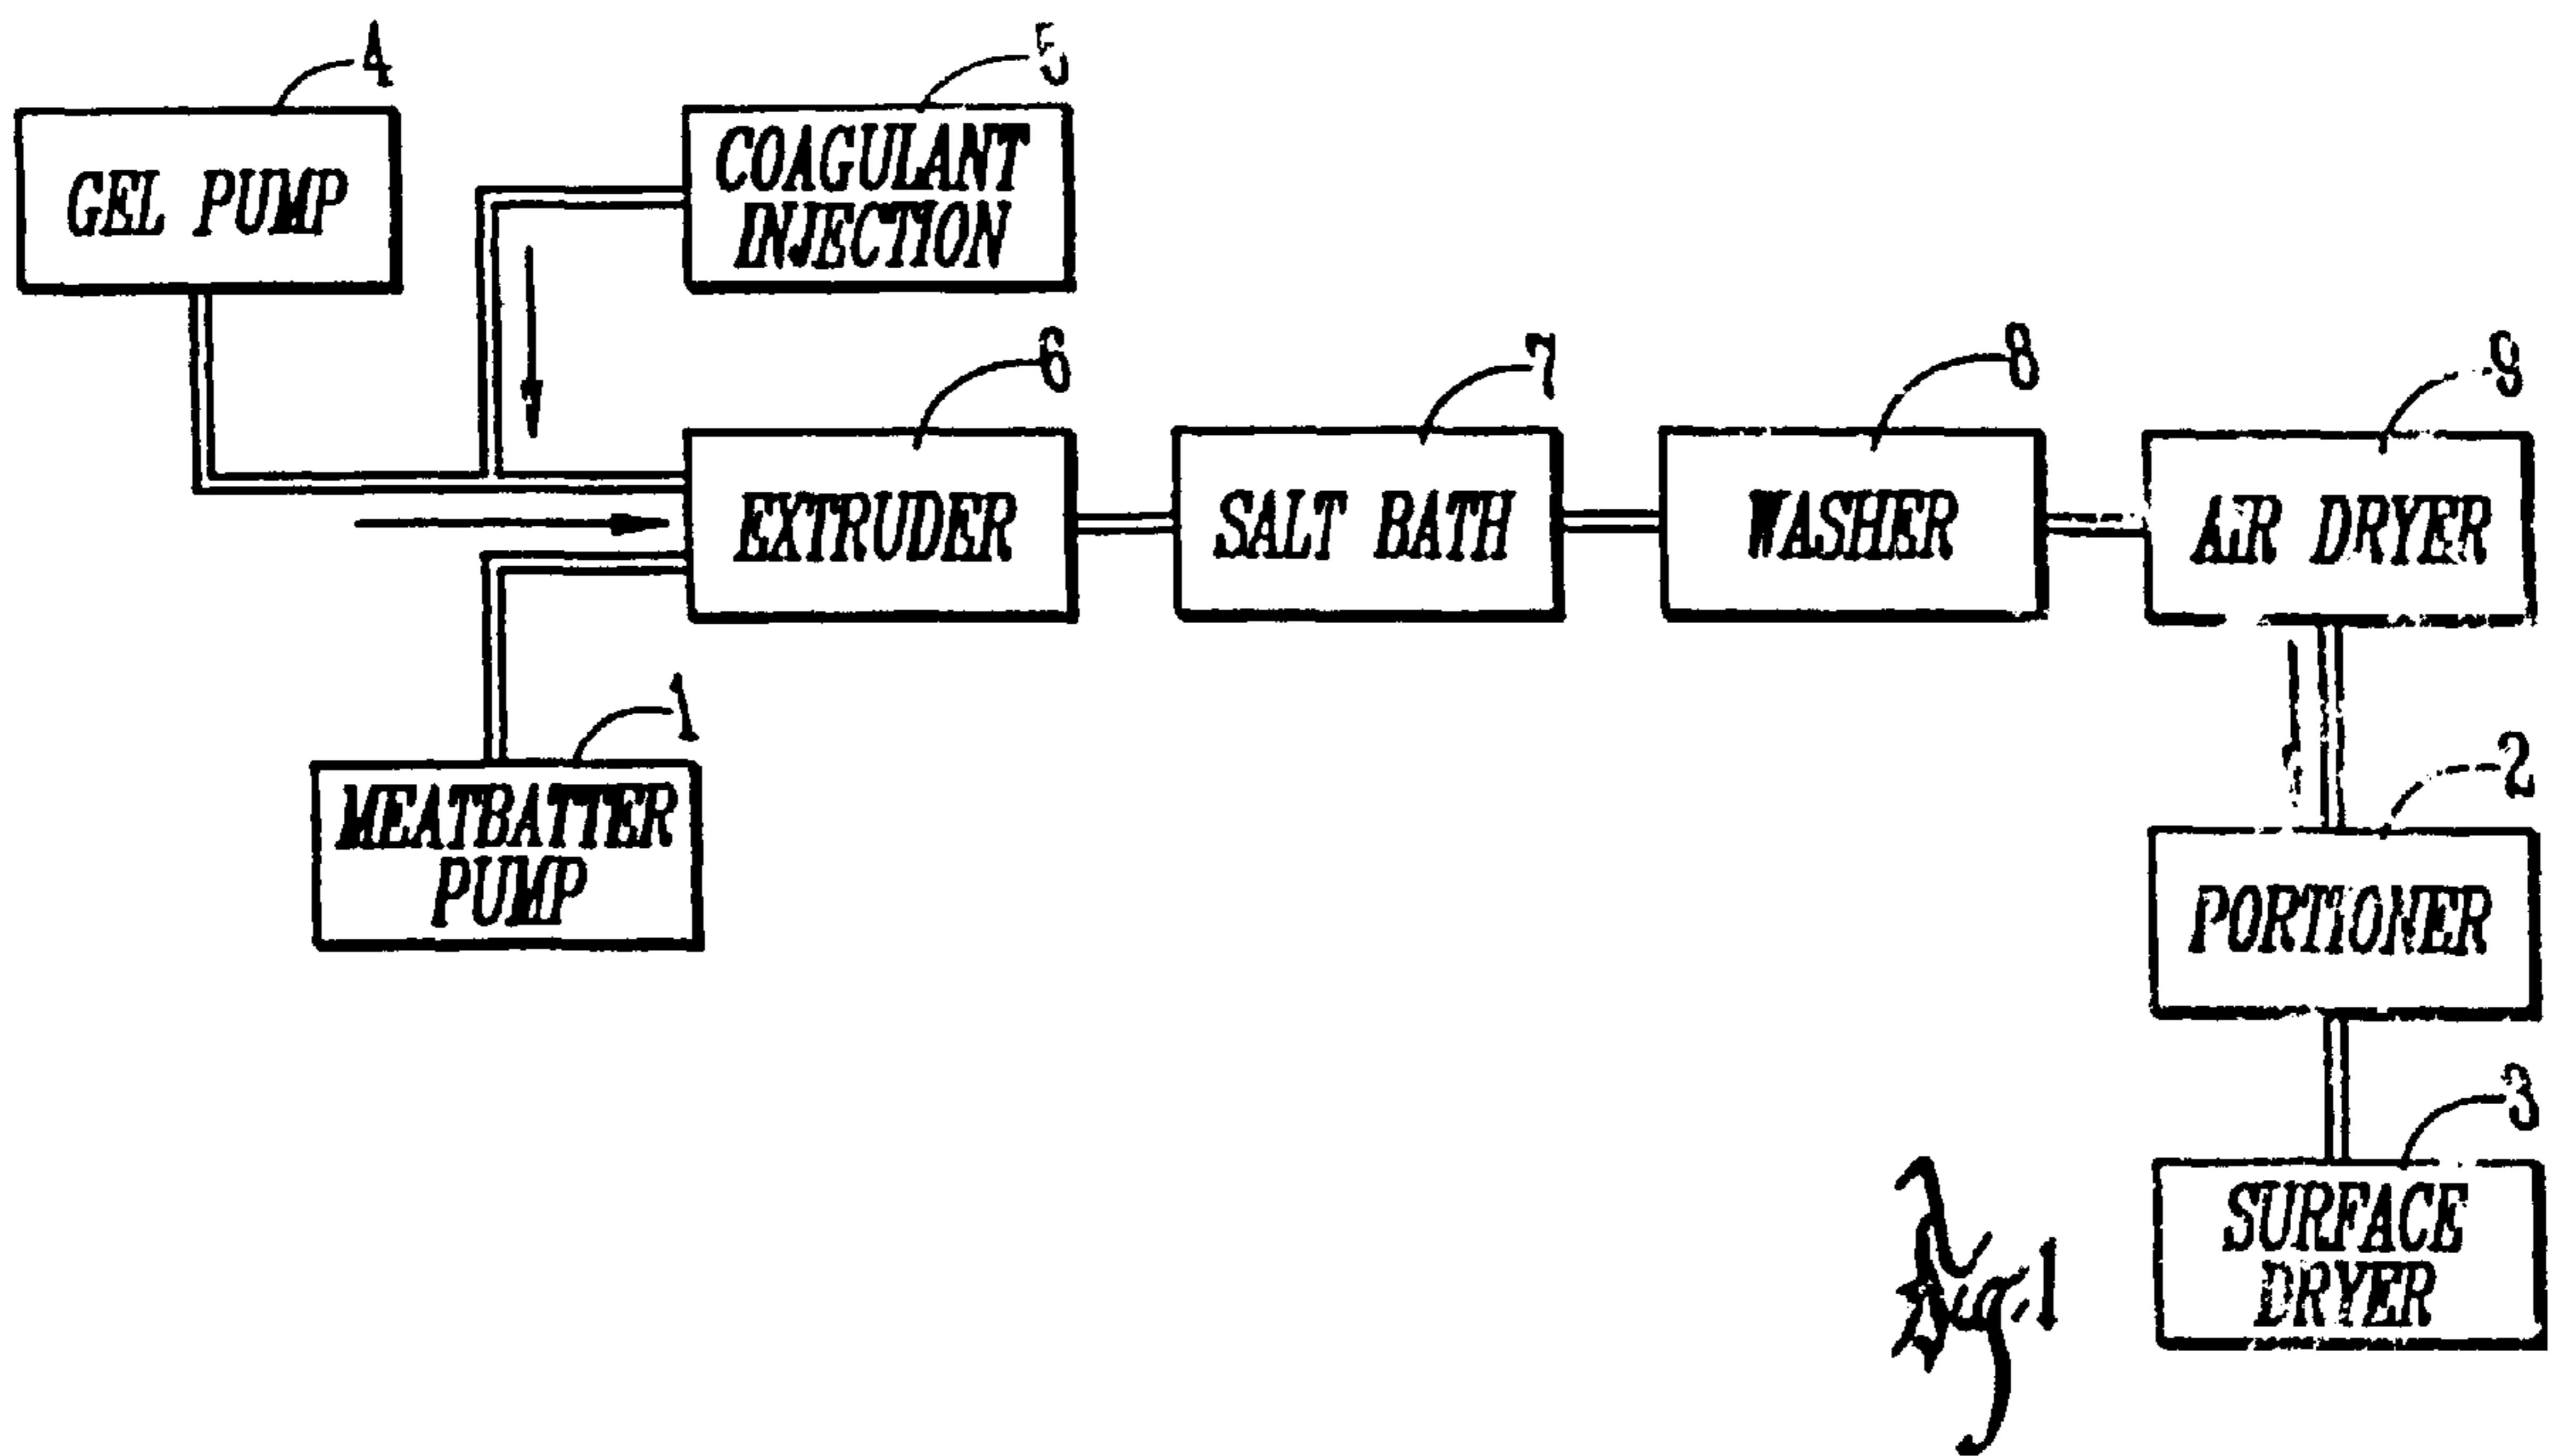 4
5
GEL PUMP
COAGULANT
INJECTION
6
7
8
9
EXTRUDER
SALT BATH
WASHER
AIR DRYER
1
MEATBATTER
PUMP
2
PORTIONER
3
SURFACE
DRYER
Fig. 1